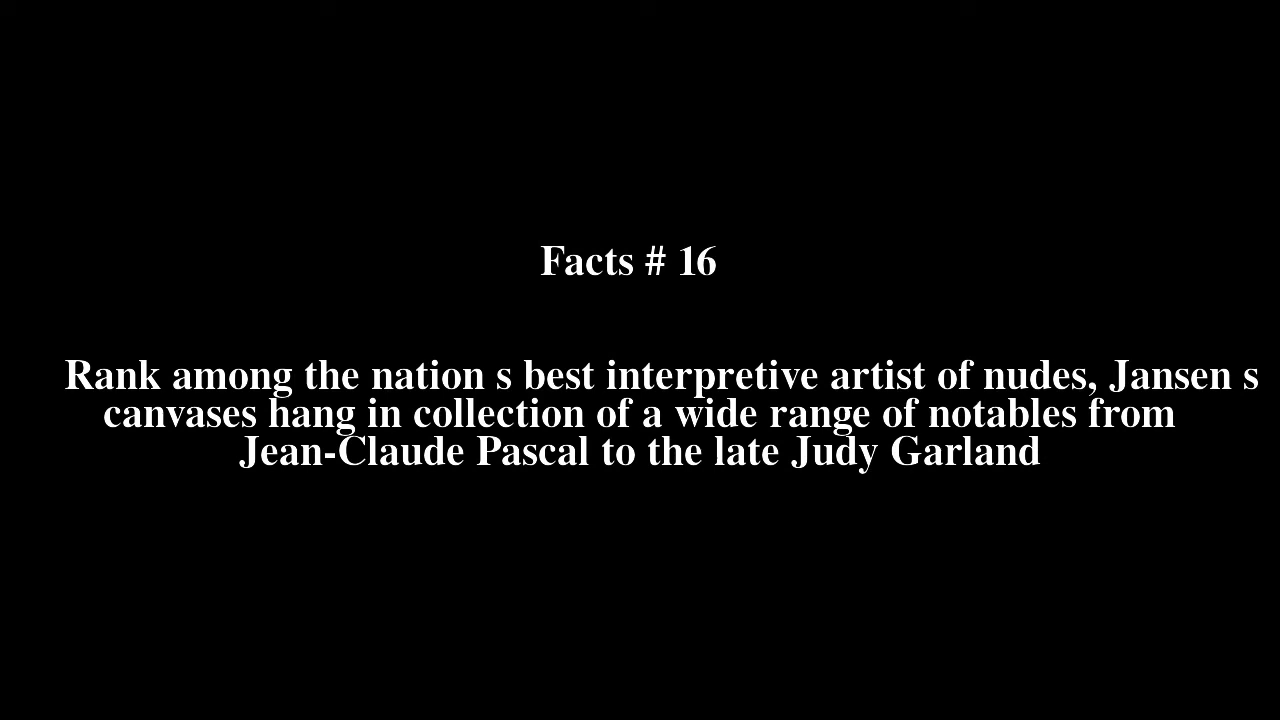 Facts # 16
Rank among the nation s best interpretive artist of nudes, Jansen s
canvases hang in collection of a wide range of notables from
Jean-Claude Pascal to the late Judy Garland